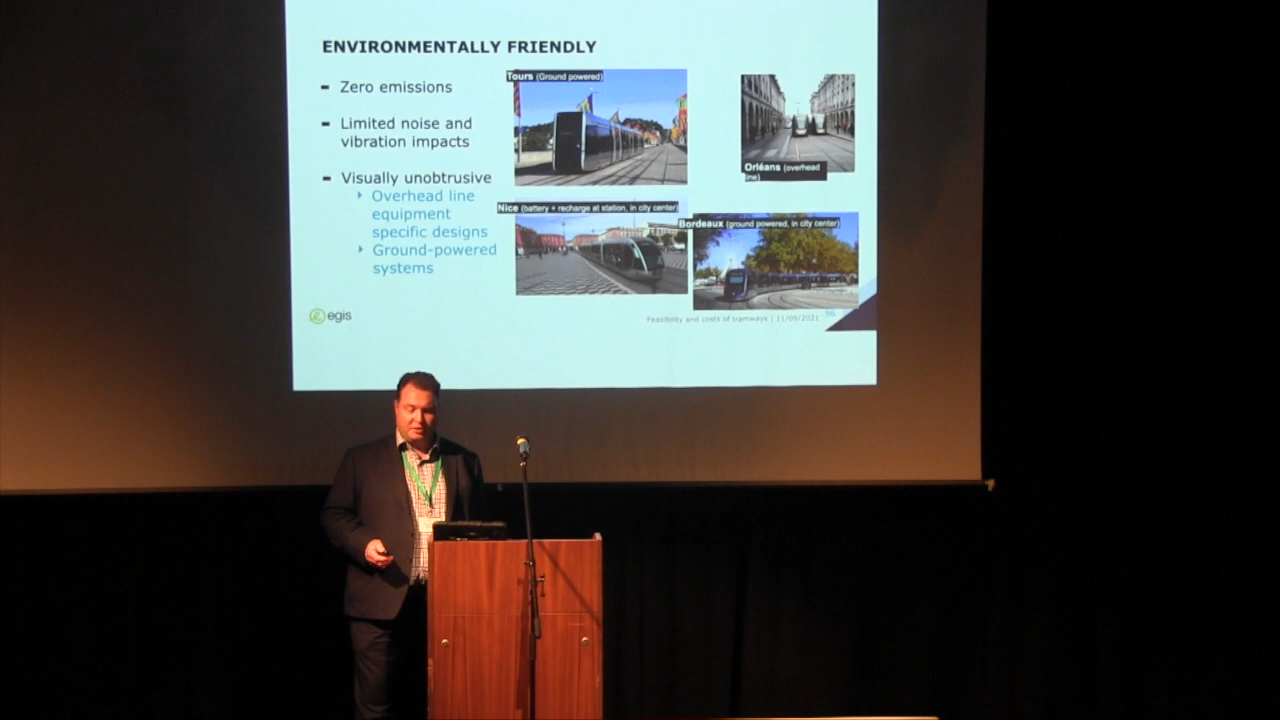 ENVIRONMENTALLY FRIENDLY
- Zero emissions
- Limited noise and
vibration impacts
- Visually unobtrusive
Overhead line
equipment
specific designs
Ground-powered
systems
Tours (Ground powered)
Orléans (overhead
line)
Nice (battery + recharge at station, in city center)
Bordeaux (ground powered, in city center)
egis
Feasibility and costs of tramways | 11/09/2021 96